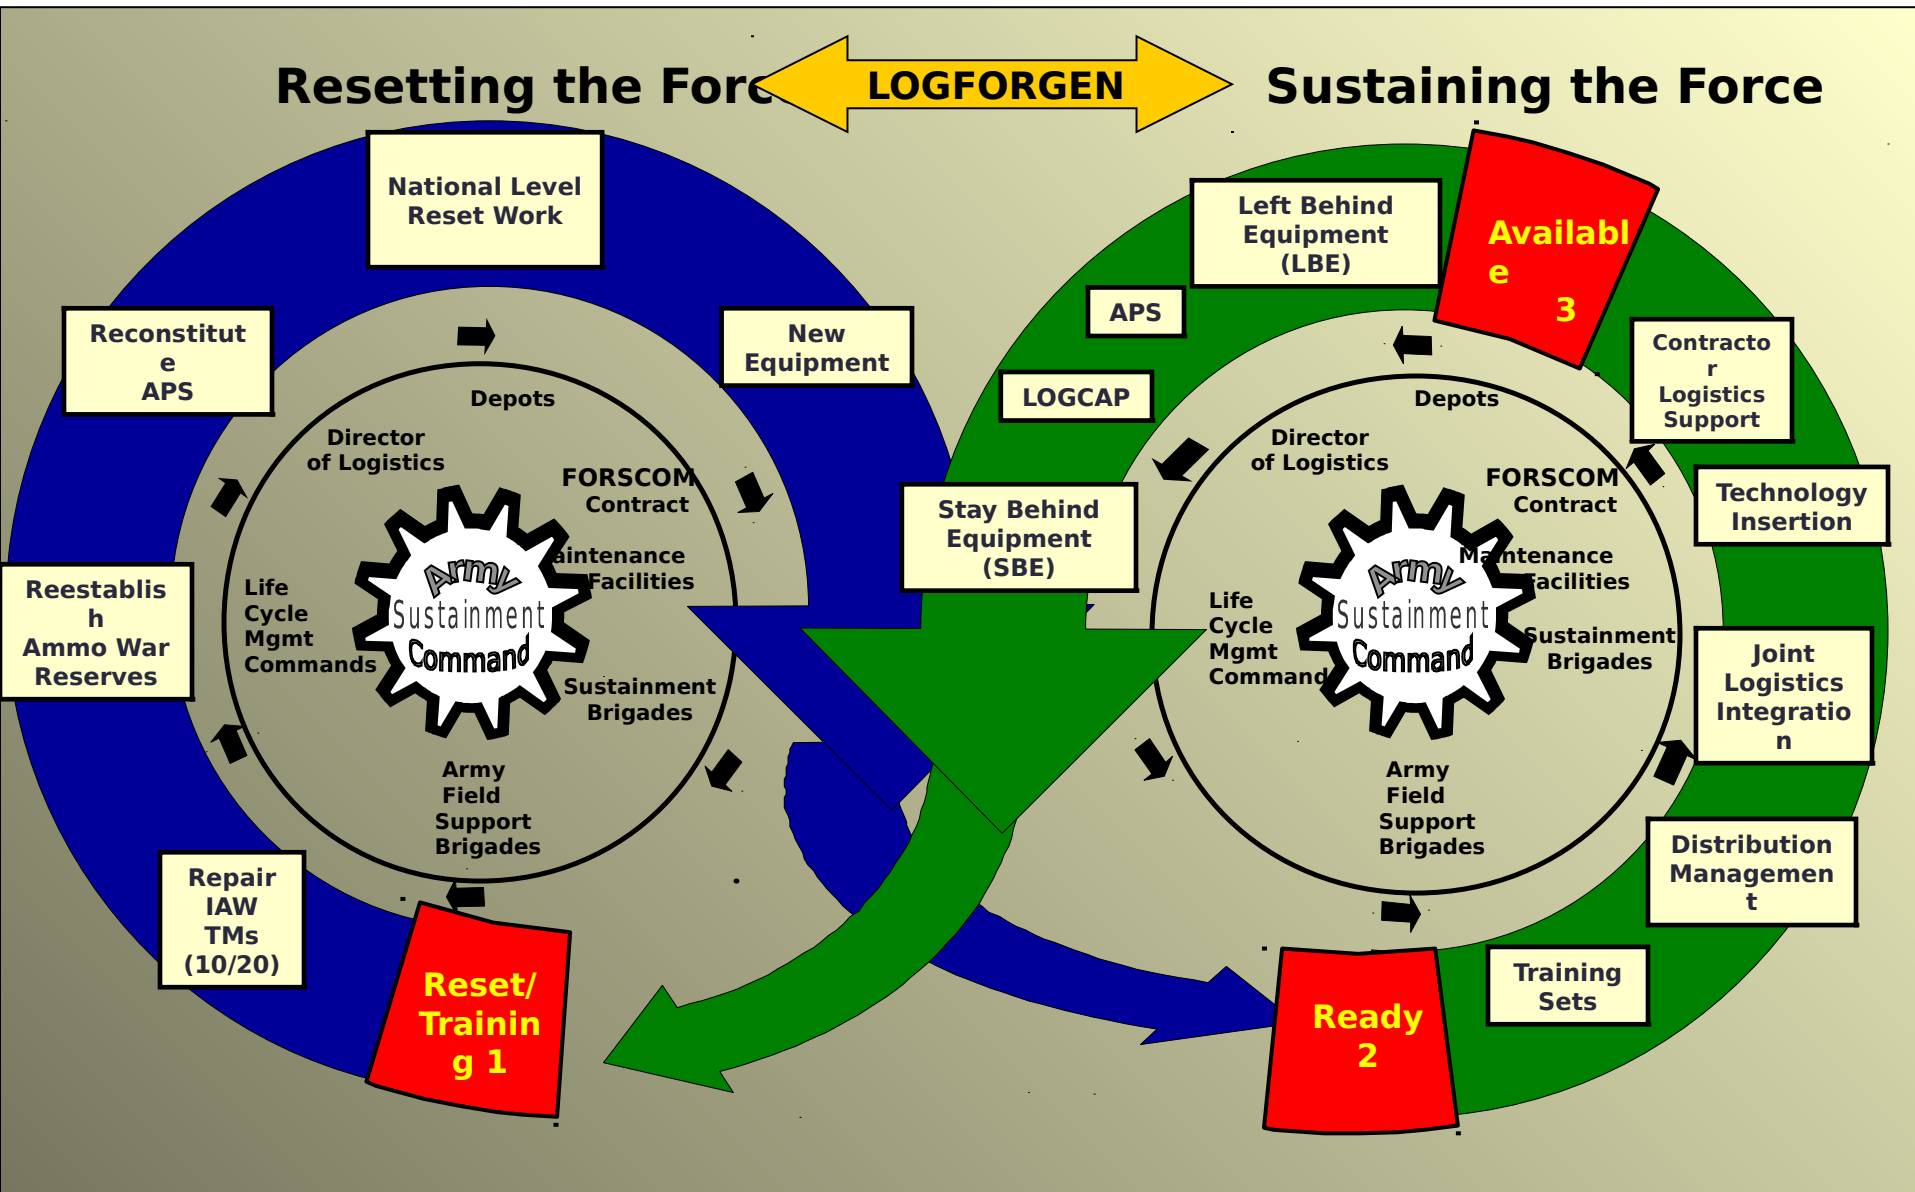 Resetting the Forc
LOGFORGEN
Sustaining the Force
National Level
Reset Work
Reconstitut
e
APS
New
Equipment
Reestablis
h
Ammo War
Reserves
Repair
IAW
TMs
(10/20)
Reset/
Trainin
g 1
Depots
Director
of Logistics
FORSCOM
Contract
aintenance
Facilities
Life
Cycle
Mgmt
Commands
Army
Sustainment
Command
Sustainment
Brigades
Army
Field
Support
Brigades
Left Behind
Equipment
(LBE)
Availabl
e
3
APS
LOGCAP
Stay Behind
Equipment
(SBE)
Contracto
r
Logistics
Support
Technology
Insertion
Joint
Logistics
Integratio
n
Distribution
Managemen
t
Training
Sets
Ready
2
Depots
Director
of Logistics
FORSCOM
Contract
Maintenance
Facilities
Life
Cycle
Mgmt
Command
Army
Sustainment
Command
Sustainment
Brigades
Army
Field
Support
Brigades